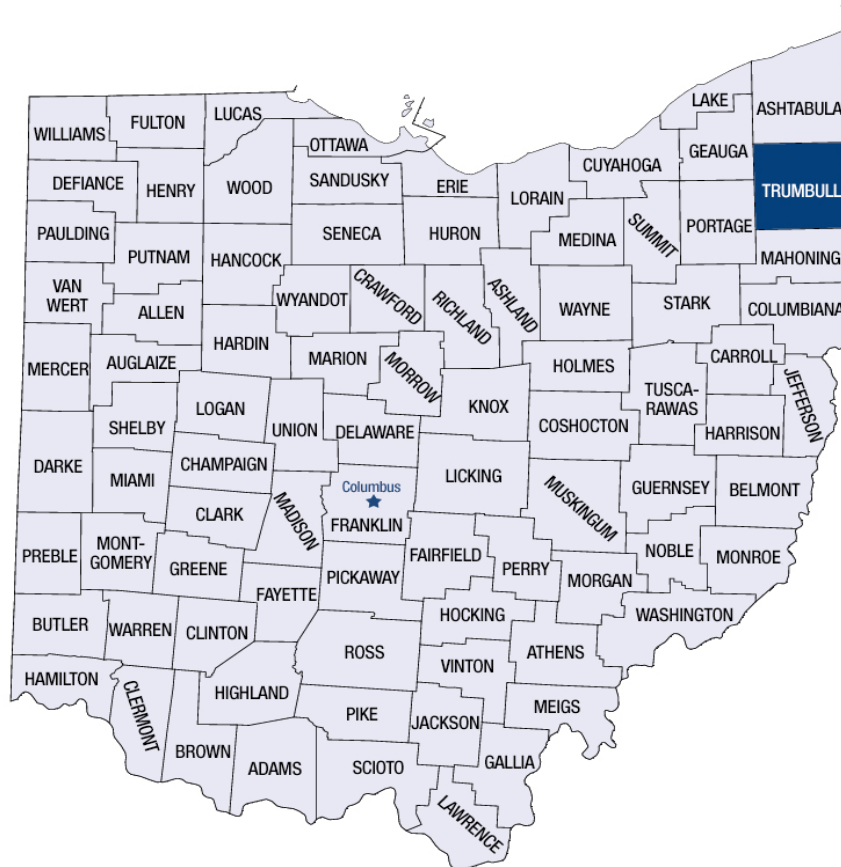 LAKE
ASHTABULA
LUCAS
FULTON
WILLIAMS
OTTAWA
GEAUGA
CUYAHOGA
DEFIANCE
HENRY
WOOD
SANDUSKY
ERIE
LORAIN
TRUMBULL
PAULDING
SENECA
HURON
MEDINA
SUMMIT
PORTAGE
PUTNAM
HANCOCK
MAHONING
VAN
WERT
ALLEN
WYANDOT
CRAWFORD
RICHLAND
ASHLAND
WAYNE
STARK
COLUMBIANA
HARDIN
MERCER
AUGLAIZE
MARION
MORROW
HOLMES
CARROLL
JEFFERSON
LOGAN
KNOX
TUSCA-
RAWAS
SHELBY
UNION
DELAWARE
COSHOCTON
HARRISON
DARKE
CHAMPAIGN
MIAMI
LICKING
GUERNSEY
BELMONT
Columbus
CLARK
MADISON
FRANKLIN
MUSKINGUM
PREBLE
MONT-
GOMERY
GREENE
FAIRFIELD
PERRY
NOBLE
MONROE
PICKAWAY
MORGAN
FAYETTE
BUTLER
WARREN
CLINTON
HOCKING
WASHINGTON
ROSS
VINTON
ATHENS
HAMILTON
CLERMONT
HIGHLAND
PIKE
JACKSON
MEIGS
BROWN
ADAMS
SCIOTO
GALLIA
LAWRENCE